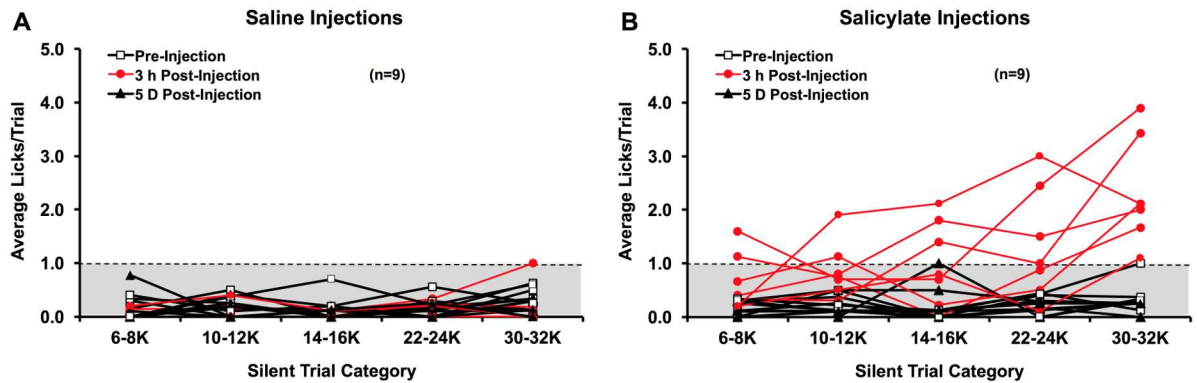 A
Saline Injections
Average Licks/Trial
5.0
4.0
3.0
2.0
1.0
0.0
Pre-Injection
3 h Post-Injection
5 D Post-Injection
(n=9)
6-8K 10-12K 14-16K 22-24K 30-32K
Silent Trial Category
B
Salicylate Injections
Average Licks/Trial
5.0
4.0
3.0
2.0
1.0
0.0
Pre-Injection
3 h Post-Injection
5 D Post-Injection
(n=9)
6-8K 10-12K 14-16K 22-24K 30-32K
Silent Trial Category